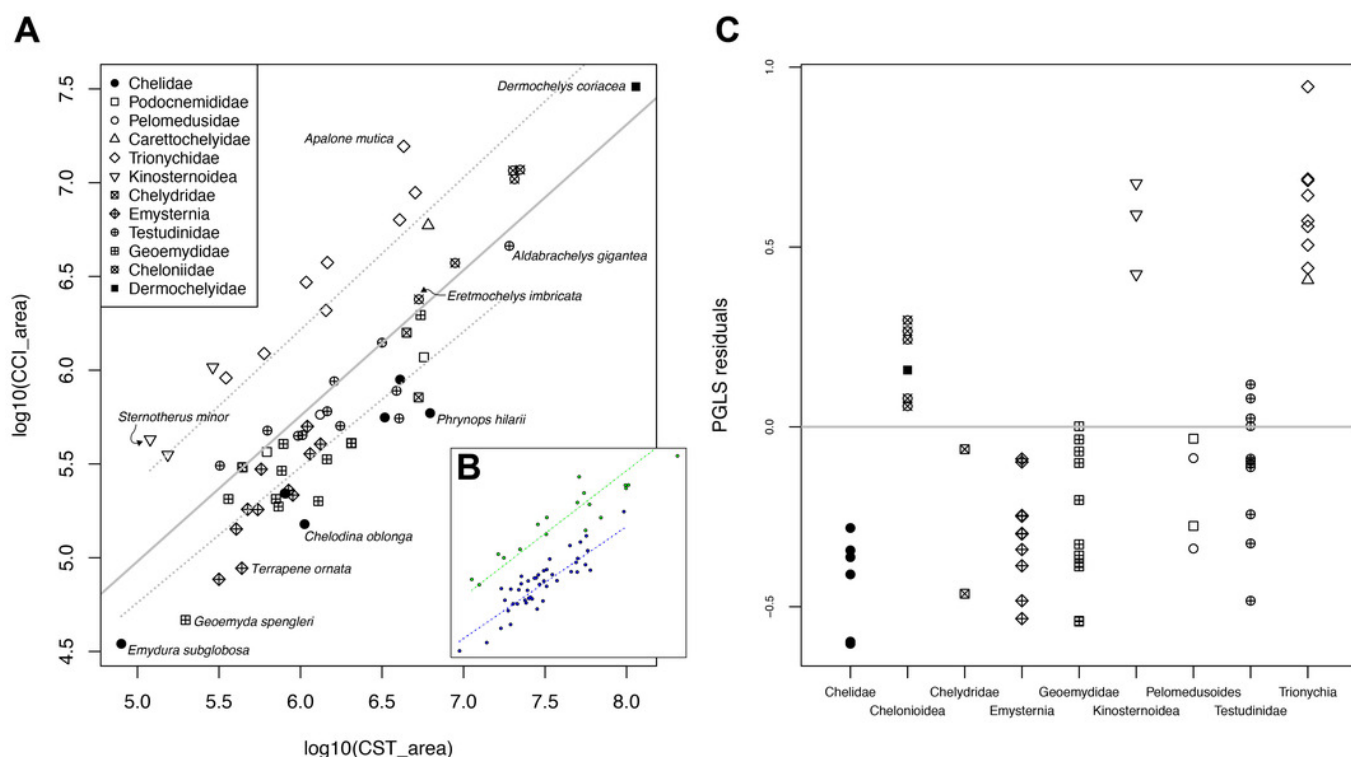 A
C
Chelidae
Podocnemididae
Pelomedusidae
Carettochelyidae
Trionychidae
Kinosternoidea
Chelydridae
Emysternia
Testudinidae
Geoemydidae
Cheloniidae
Dermochelyidae
Dermochelys coriacea
Apalone mutica
Aldabrachelys gigantea
Eretmochelys imbricata
Sternotherus minor
Phrynops hilarii
Chelodina oblonga
Terrapene ornata
Geoemyda spengleri
Emydura subglobosa
B
7.5
7.0
6.5
6.0
5.5
5.0
4.5
log10(CCI_area)
5.0 5.5 6.0 6.5 7.0 7.5 8.0
log10(CST_area)
1.0
0.5
0.0
−0.5
PGLS residuals
Chelidae Chelydridae Geoemydidae Pelomedusoides Trionychia
Chelonioidea Emysternia Kinosternoidea Testudinidae